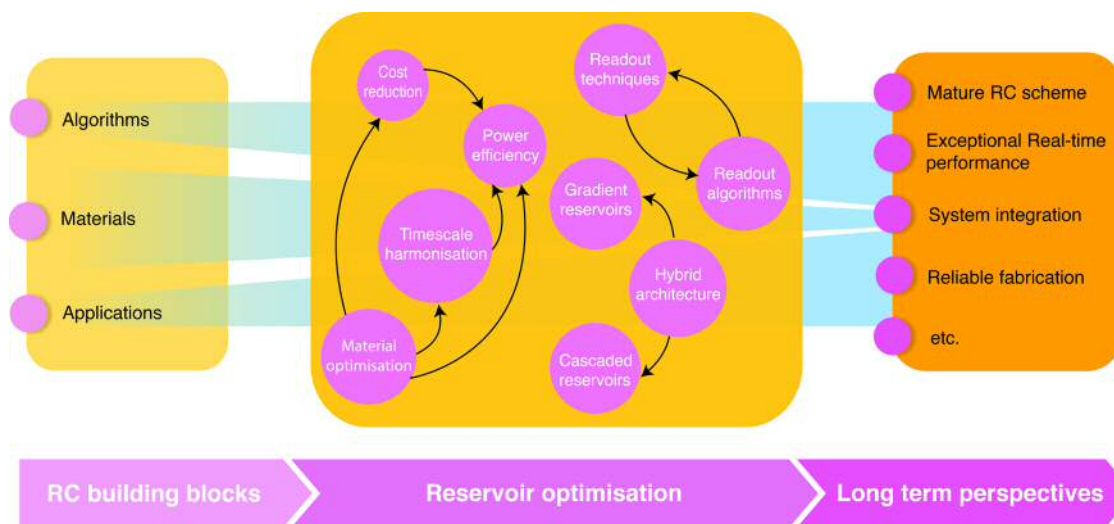 Algorithms
Materials
Applications
Cost
reduction
Power
efficiency
Timescale
harmonisation
Material
optimisation
Readout
techniques
Readout
algorithms
Gradient
reservoirs
Hybrid
architecture
Cascaded
reservoirs
Mature RC scheme
Exceptional Real-time
performance
System integration
Reliable fabrication
etc.
RC building blocks
Reservoir optimisation
Long term perspectives